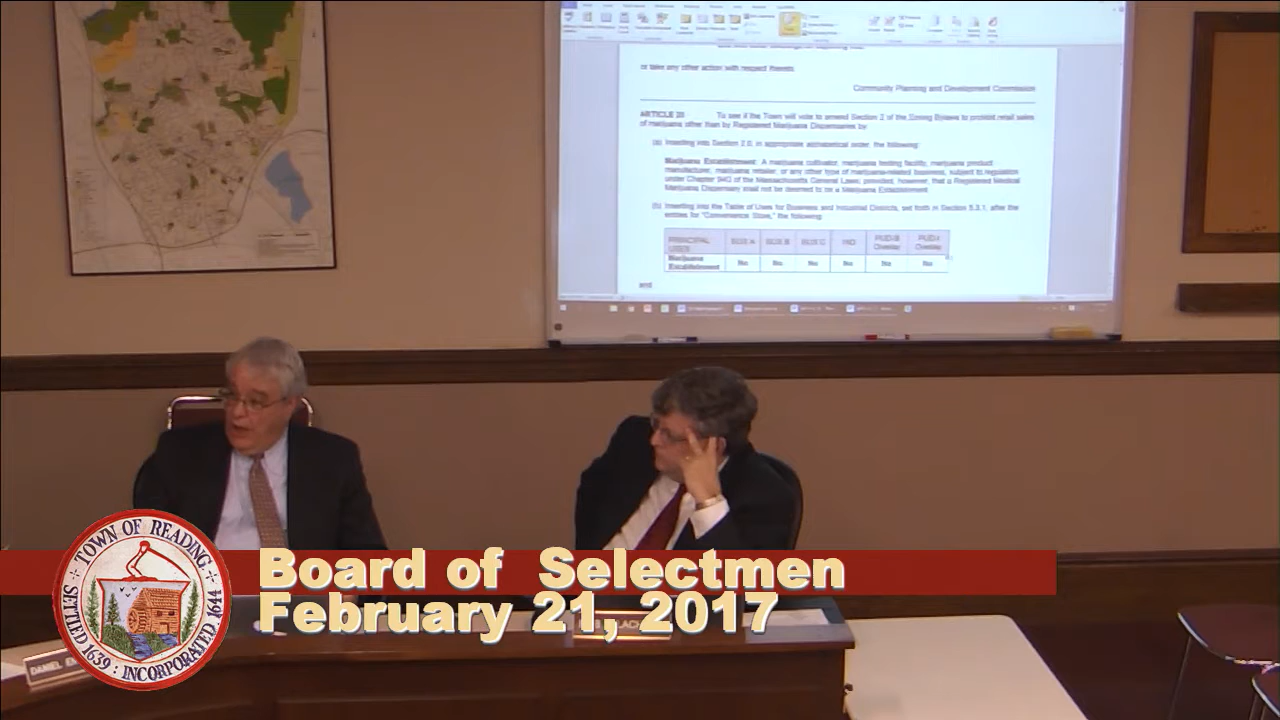 or take any other action with respect thereto
Community Planning and Development Commission
ARTICLE 20 To see if the Town will vote to amend Section 2 of the Zoning Bylaws to prohibit retail sales
of marijuana other than by Registered Marijuana Dispensaries by:
(a) Inserting into Section 2.0, in appropriate alphabetical order, the following:
Marijuana Establishment: A marijuana cultivator, marijuana testing facility, marijuana product
manufacturer, marijuana retailer, or any other type of marijuana-related business, subject to regulation
under Chapter 94G of the Massachusetts General Laws; provided, however, that a Registered Medical
Marijuana Dispensary shall not be deemed to be a Marijuana Establishment
(b) Inserting into the Table of Uses for Business and Industrial Districts, set forth in Section 5.3.1, after the
entries for "Convenience Store," the following:
PRINCIPAL USES BUS A BUS B BUS C IND PUD-B Overlay PUD-I Overlay
Marijuana Establishment No No No No No No
and
TOWN OF READING
SETTLED 1639 : INCORPORATED 1644
Board of Selectmen
February 21, 2017
DANIEL